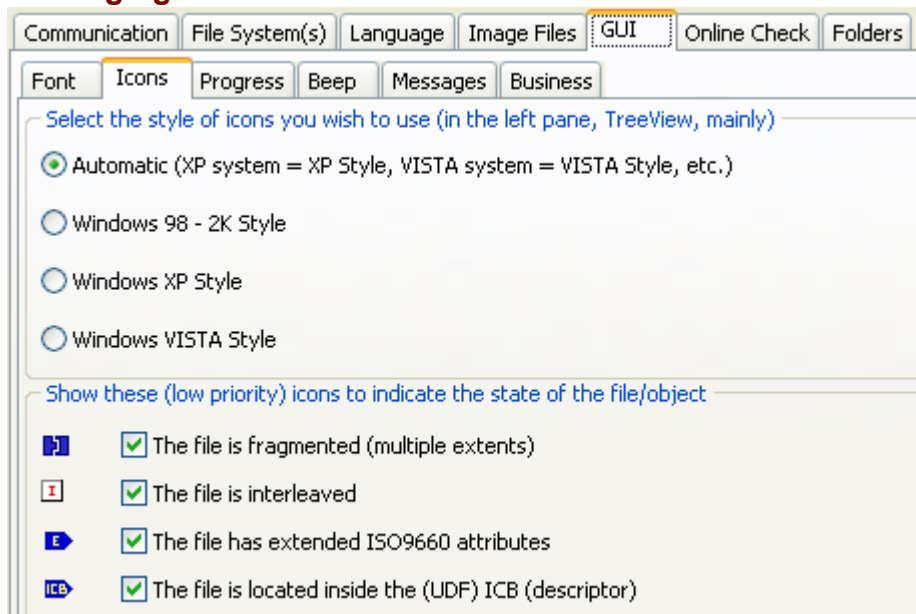 Communication File System(s) Language Image Files GUI Online Check Folders
Font Icons Progress Beep Messages Business
Select the style of icons you wish to use (in the left pane, TreeView, mainly)
Automatic (XP system = XP Style, VISTA system = VISTA Style, etc.)
Windows 98 - 2K Style
Windows XP Style
Windows VISTA Style
Show these (low priority) icons to indicate the state of the file/object
The file is fragmented (multiple extents)
I The file is interleaved
E The file has extended ISO9660 attributes
ICB The file is located inside the (UDF) ICB (descriptor)